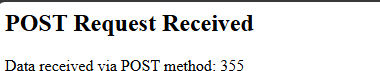 POST Request Received
Data received via POST method: 355